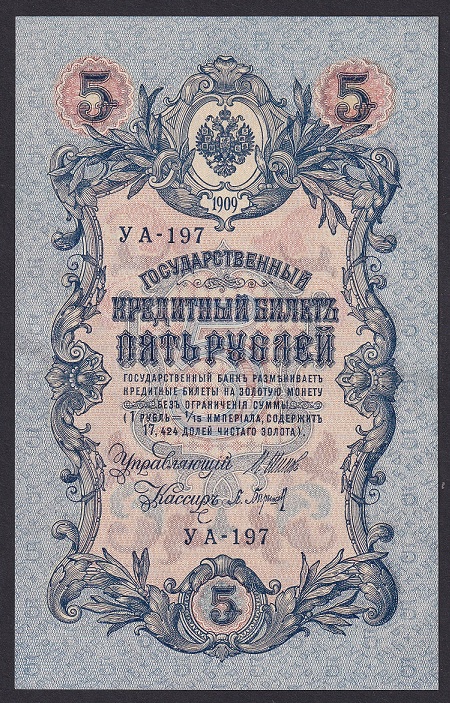 5 5
1909
УА-197
ГОСУДАРСТВЕННЫЙ
КРЕДИТНЫЙ БИЛЕТЪ
ПЯТЬ РУБЛЕЙ
ГОСУДАРСТВЕННЫЙ БАНКЪ РАЗМѢНИВАЕТЪ
КРЕДИТНЫЕ БИЛЕТЫ НА ЗОЛОТУЮ МОНЕТУ
БЕЗЪ ОГРАНИЧЕНІЯ СУММЫ
(1 РУБЛЬ = 1/15 ИМПЕРІАЛА, СОДЕРЖИТЪ
17,424 ДОЛЕЙ ЧИСТАГО ЗОЛОТА).
Управляющій
Кассиръ
УА-197
5